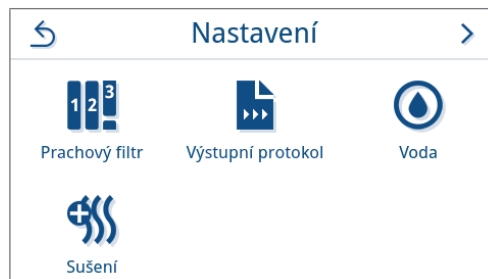 Nastavení
1 2 3
Prachový filtr
Výstupní protokol
Voda
Sušení